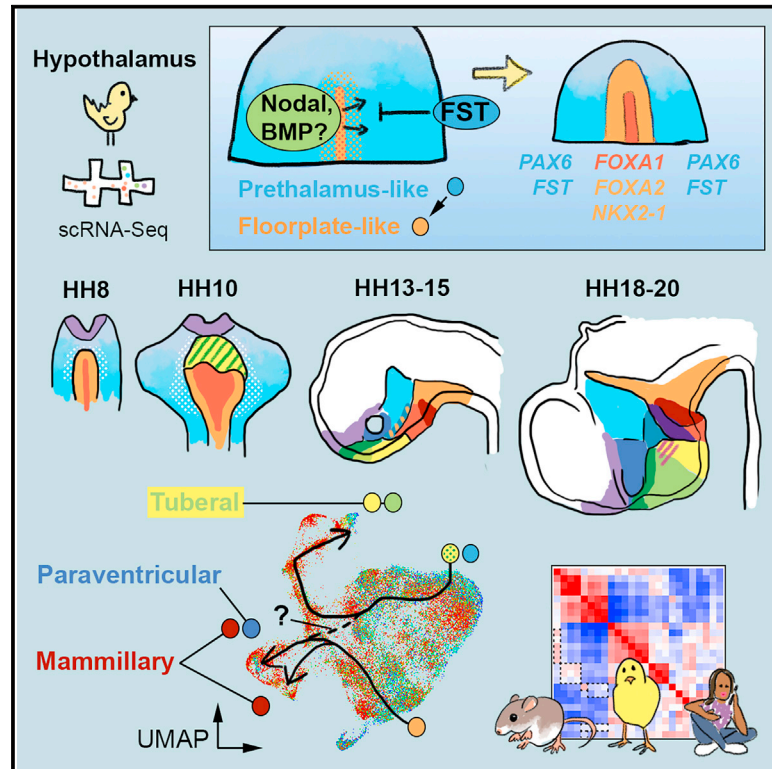 Hypothalamus
scRNA-Seq
Nodal,
BMP?
FST
Prethalamus-like
Floorplate-like
PAX6 FOXA1 PAX6
FST FOXA2 FST
NKX2-1
HH8 HH10 HH13-15 HH18-20
Tuberal
Paraventricular
?
Mammillary
UMAP